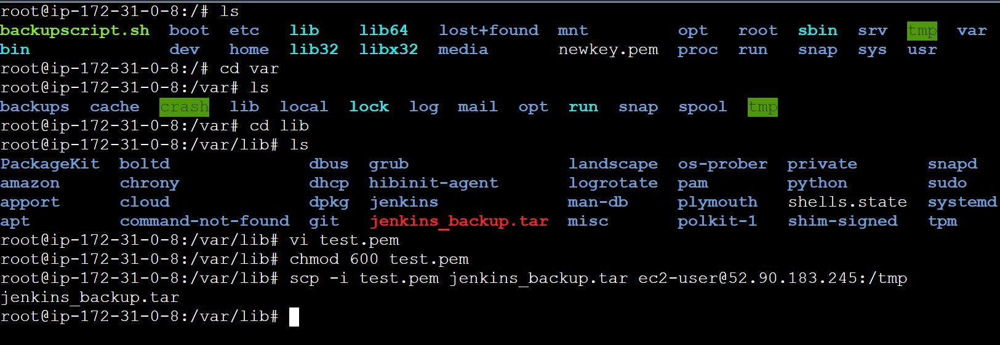 root@ip-172-31-0-8:/# ls
backupscript.sh boot etc lib lib64 lost+found mnt opt root sbin srv tmp var
bin dev home lib32 libx32 media newkey.pem proc run snap sys usr
root@ip-172-31-0-8:/# cd var
root@ip-172-31-0-8:/var# ls
backups cache crash lib local lock log mail opt run snap spool tmp
root@ip-172-31-0-8:/var# cd lib
root@ip-172-31-0-8:/var/lib# ls
PackageKit boltd dbus grub landscape os-prober private snapd
amazon chrony dhcp hibinit-agent logrotate pam python sudo
apport cloud dpkg jenkins man-db plymouth shells.state systemd
apt command-not-found git jenkins_backup.tar misc polkit-1 shim-signed tpm
root@ip-172-31-0-8:/var/lib# vi test.pem
root@ip-172-31-0-8:/var/lib# chmod 600 test.pem
root@ip-172-31-0-8:/var/lib# scp -i test.pem jenkins_backup.tar ec2-user@52.90.183.245:/tmp
jenkins_backup.tar
root@ip-172-31-0-8:/var/lib#